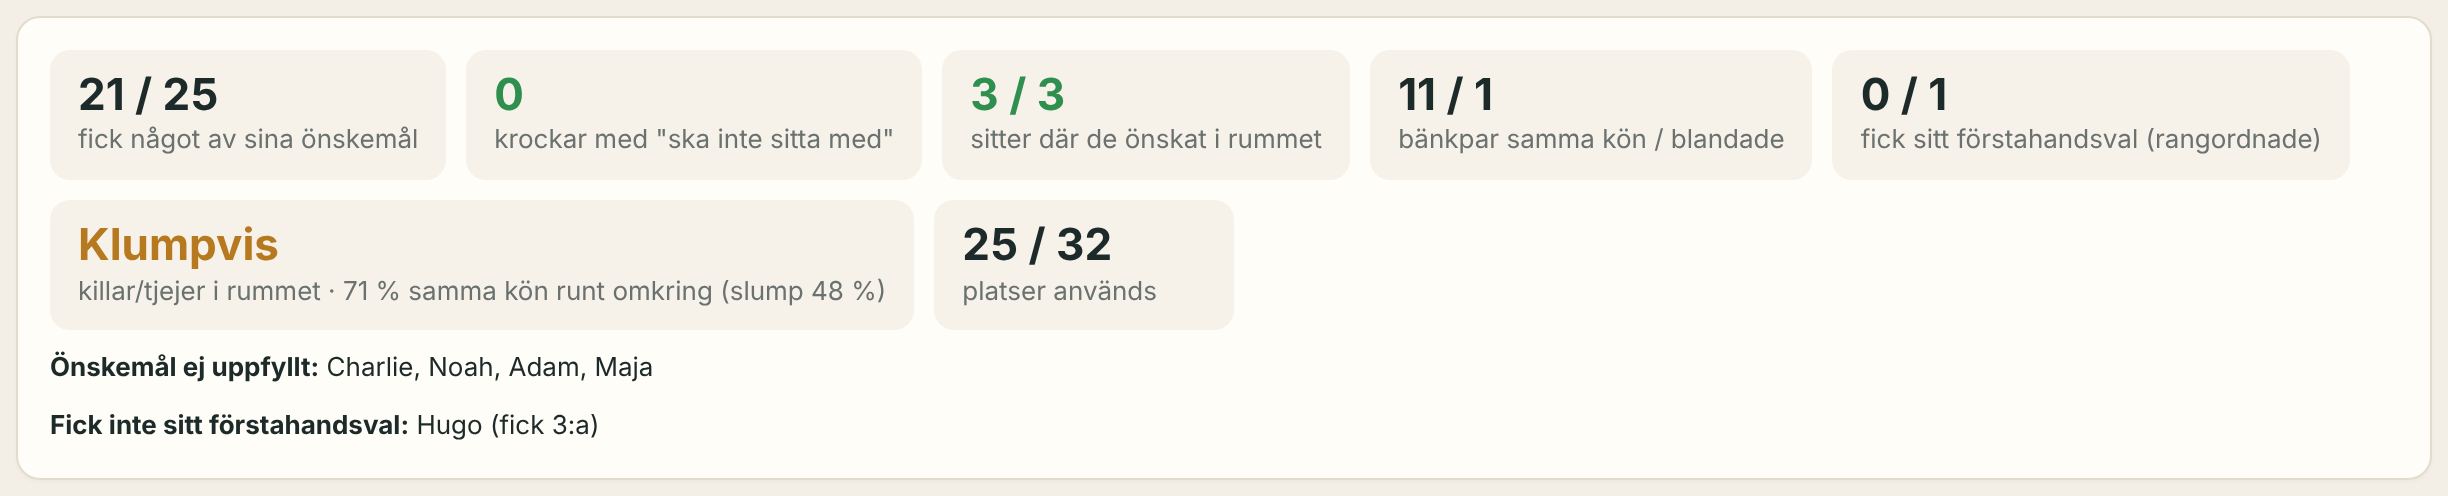 21 / 25
fick något av sina önskemål
0
krockar med "ska inte sitta med"
3 / 3
sitter där de önskat i rummet
11 / 1
bänkpar samma kön / blandade
0 / 1
fick sitt förstahandsval (rangordnade)
Klumpvis
killar/tjejer i rummet · 71 % samma kön runt omkring (slump 48 %)
25 / 32
platser används
Önskemål ej uppfyllt: Charlie, Noah, Adam, Maja
Fick inte sitt förstahandsval: Hugo (fick 3:a)